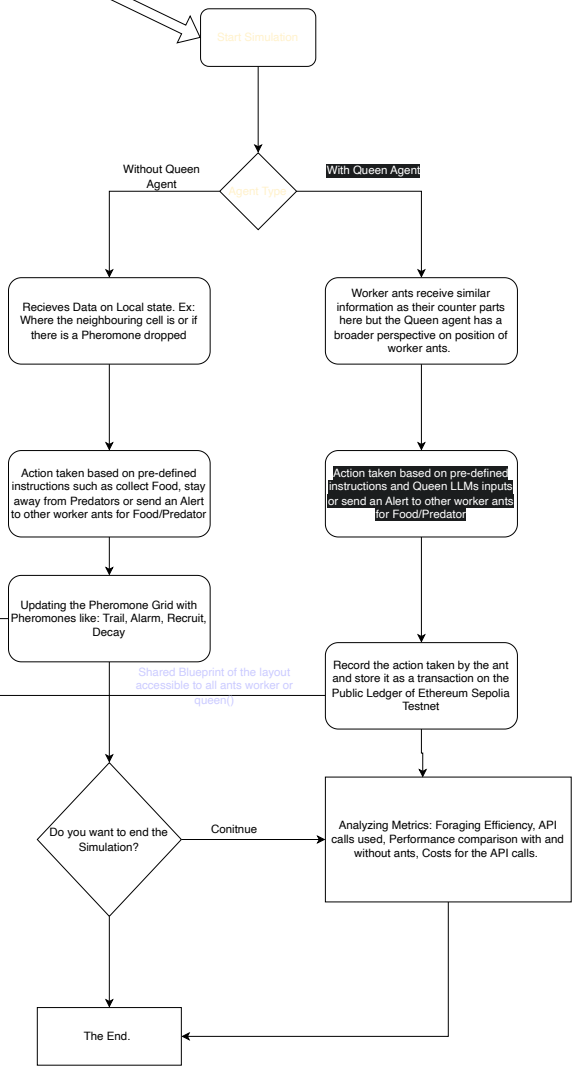 Start Simulation
Without Queen
Agent
With Queen Agent
Agent Type
Recieves Data on Local state. Ex:
Where the neighbouring cell is or if
there is a Pheromone dropped
Worker ants receive similar
information as their counter parts
here but the Queen agent has a
broader perspective on position of
worker ants.
Action taken based on pre-defined
instructions such as collect Food, stay
away from Predators or send an Alert
to other worker ants for Food/Predator
Action taken based on pre-defined
instructions and Queen LLMs inputs
or send an Alert to other worker ants
for Food/Predator
Updating the Pheromone Grid with
Pheromones like: Trail, Alarm, Recruit,
Decay
Shared Blueprint of the layout
accessible to all ants worker or
queen()
Record the action taken by the ant
and store it as a transaction on the
Public Ledger of Ethereum Sepolia
Testnet
Do you want to end the
Simulation?
Conitnue
Analyzing Metrics: Foraging Efficiency, API
calls used, Performance comparison with and
without ants, Costs for the API calls.
The End.